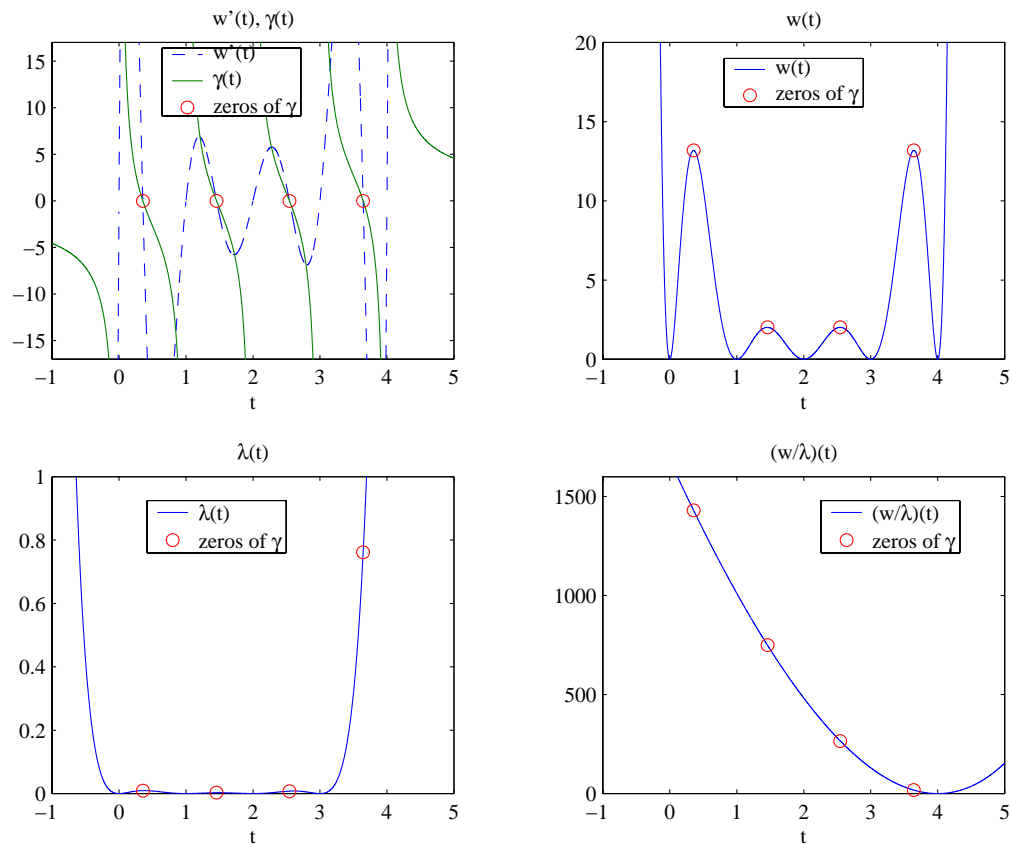 w’(t), γ(t)
w’(t)
γ(t)
zeros of γ
15
10
5
0
−5
−10
−15
−1 0 1 2 3 4 5
t
w(t)
w(t)
zeros of γ
20
15
10
5
0
−1 0 1 2 3 4 5
t
λ(t)
λ(t)
zeros of γ
1
0.8
0.6
0.4
0.2
0
−1 0 1 2 3 4 5
t
(w/λ)(t)
(w/λ)(t)
zeros of γ
1500
1000
500
0
−1 0 1 2 3 4 5
t